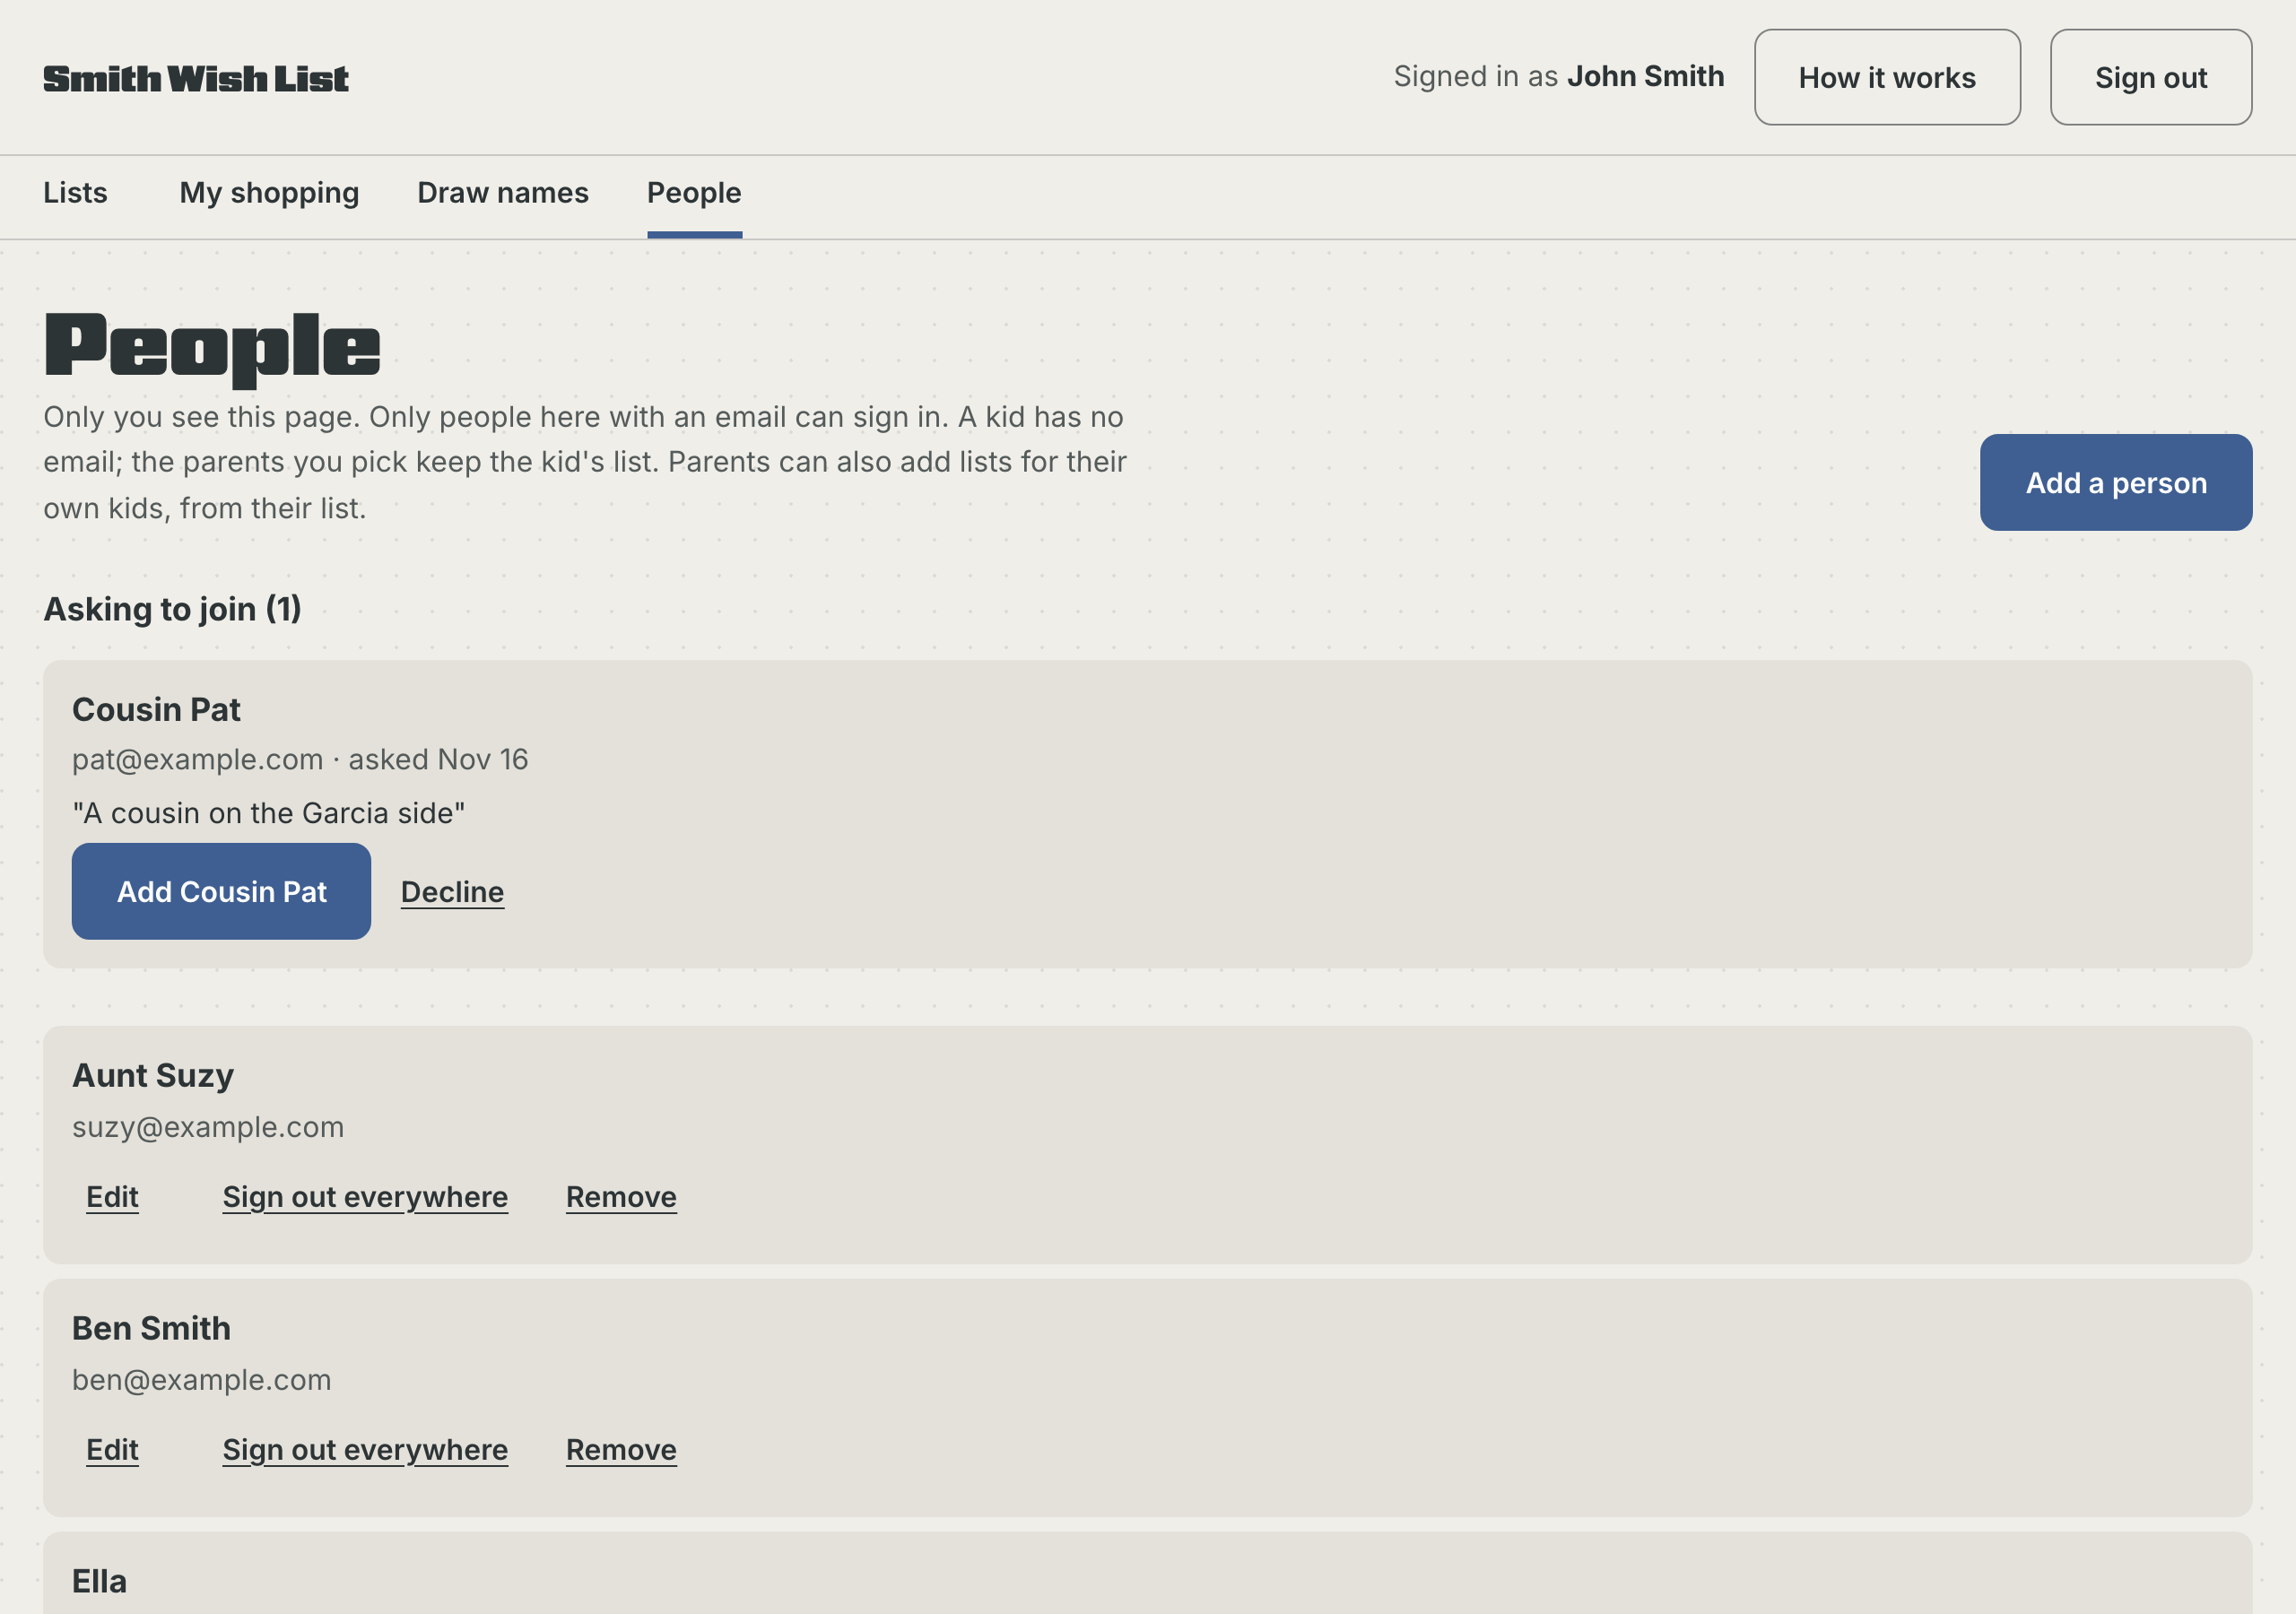 Smith Wish List
Signed in as John Smith
How it works
Sign out
Lists
My shopping
Draw names
People
People
Only you see this page. Only people here with an email can sign in. A kid has no
email; the parents you pick keep the kid's list. Parents can also add lists for their
own kids, from their list.
Add a person
Asking to join (1)
Cousin Pat
pat@example.com · asked Nov 16
"A cousin on the Garcia side"
Add Cousin Pat
Decline
Aunt Suzy
suzy@example.com
Edit
Sign out everywhere
Remove
Ben Smith
ben@example.com
Edit
Sign out everywhere
Remove
Ella